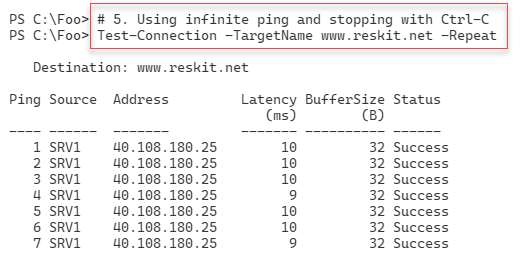 PS C:\Foo> # 5. Using infinite ping and stopping with Ctrl-C
PS C:\Foo> Test-Connection -TargetName www.reskit.net -Repeat
Destination: www.reskit.net
Ping Source Address Latency BufferSize Status
(ms) (B)
---- ------ ------- ------- ---------- ------
1 SRV1 40.108.180.25 10 32 Success
2 SRV1 40.108.180.25 10 32 Success
3 SRV1 40.108.180.25 10 32 Success
4 SRV1 40.108.180.25 9 32 Success
5 SRV1 40.108.180.25 10 32 Success
6 SRV1 40.108.180.25 10 32 Success
7 SRV1 40.108.180.25 9 32 Success